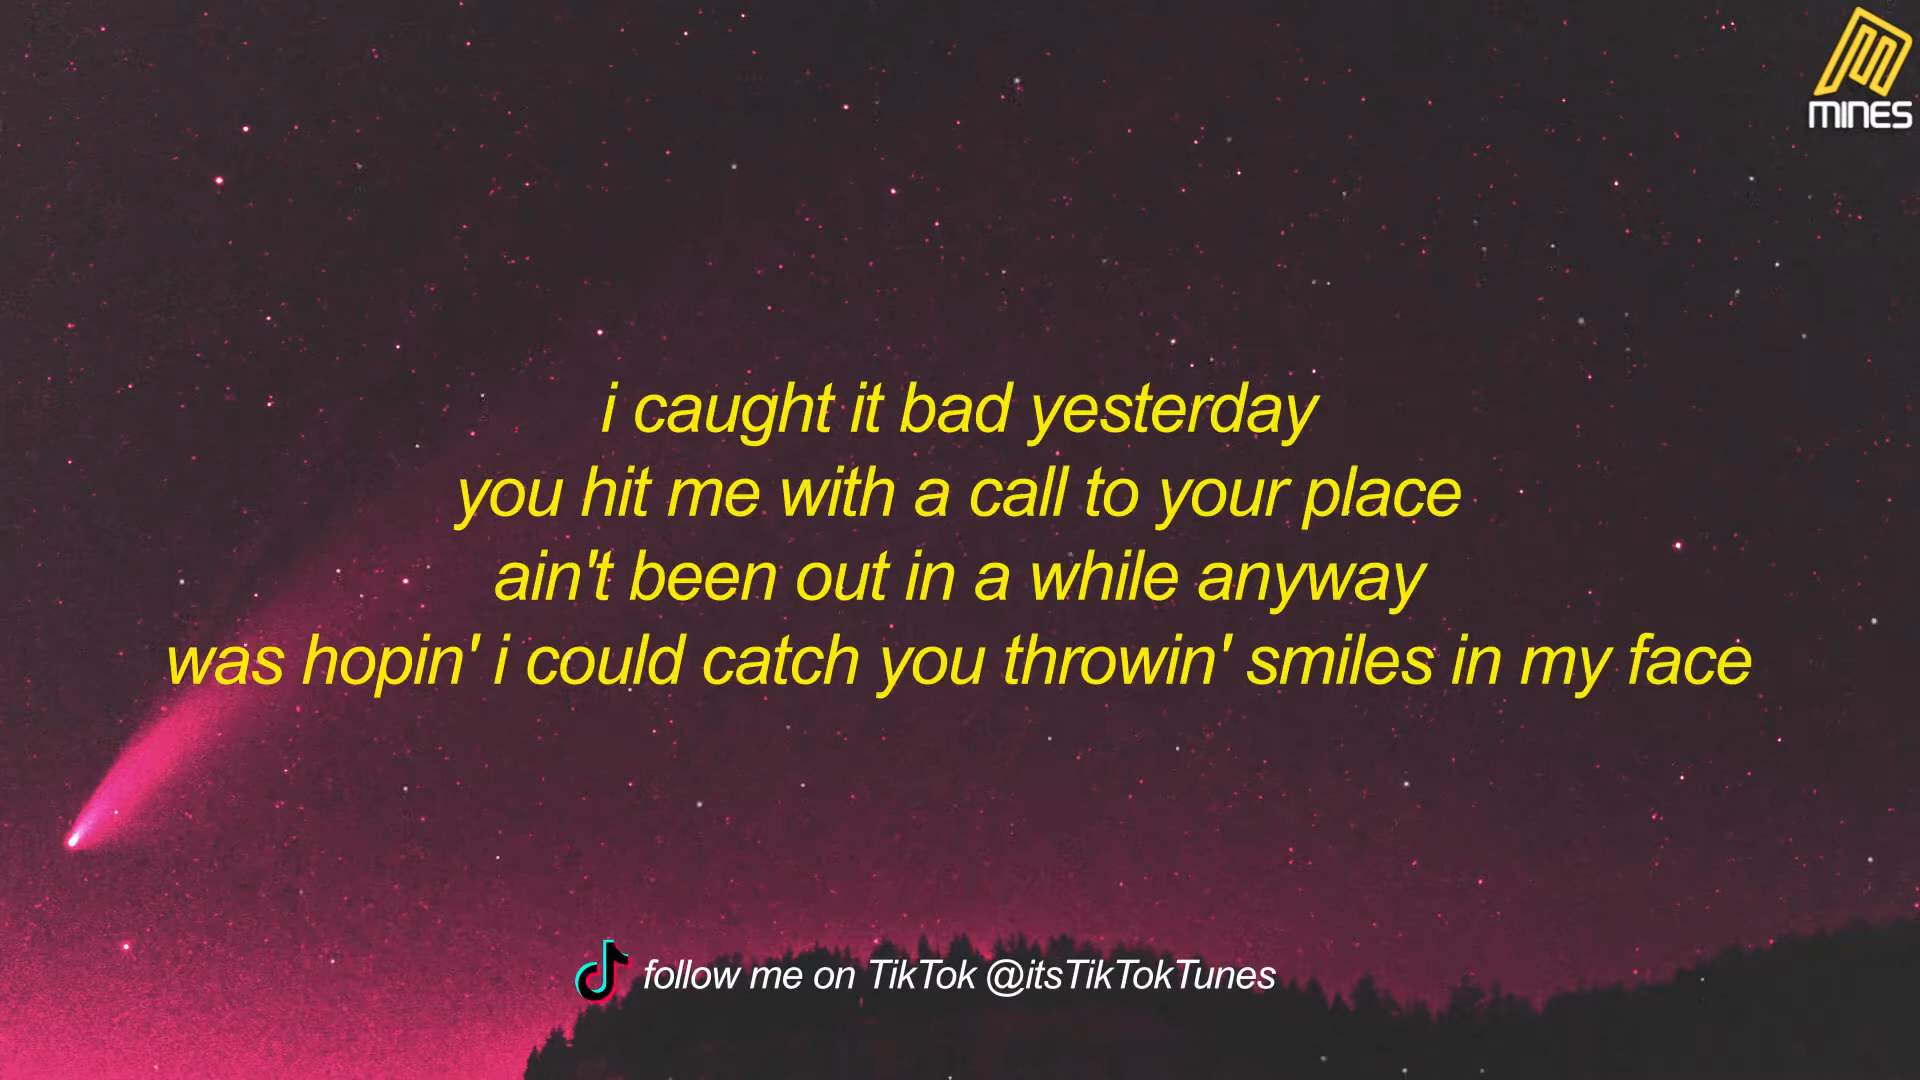 MINES
i caught it bad yesterday
you hit me with a call to your place
ain't been out in a while anyway
was hopin' i could catch you throwin' smiles in my face
follow me on TikTok @itsTikTokTunes